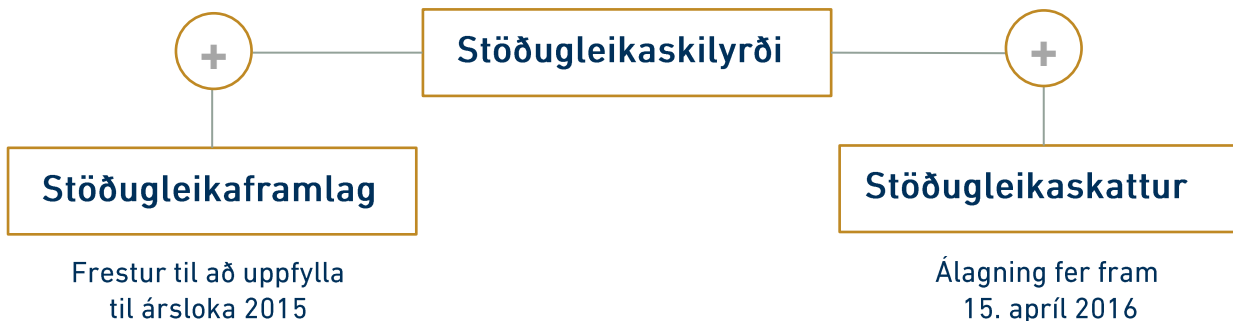 Stöðugleikaskilyrði
+
+
Stöðugleikaframlag
Frestur til að uppfylla
til ársloka 2015
Stöðugleikaskattur
Álagning fer fram
15. apríl 2016